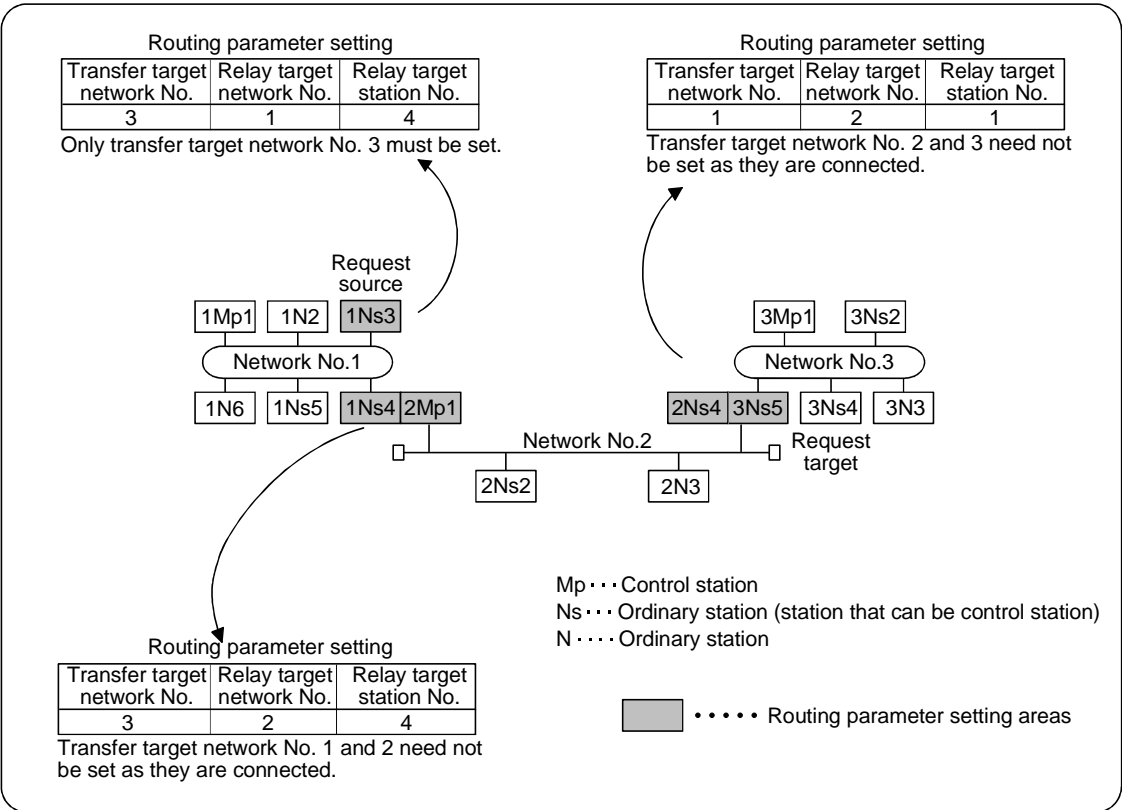 Routing parameter setting
Transfer target network No. | Relay target network No. | Relay target station No.
3 | 1 | 4
Only transfer target network No. 3 must be set.
Routing parameter setting
Transfer target network No. | Relay target network No. | Relay target station No.
1 | 2 | 1
Transfer target network No. 2 and 3 need not
be set as they are connected.
Request
source
1Mp1 1N2 1Ns3
Network No.1
1N6 1Ns5 1Ns4 2Mp1
3Mp1 3Ns2
Network No.3
2Ns4 3Ns5 3Ns4 3N3
Request
target
Network No.2
2Ns2 2N3
Mp・・・Control station
Ns・・・Ordinary station (station that can be control station)
N・・・・Ordinary station
Routing parameter setting
Transfer target network No. | Relay target network No. | Relay target station No.
3 | 2 | 4
Transfer target network No. 1 and 2 need not
be set as they are connected.
・・・・・ Routing parameter setting areas